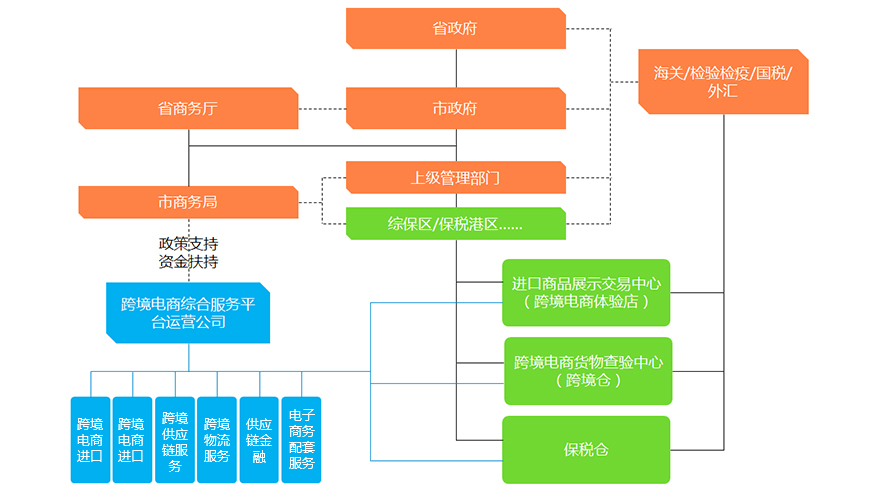 省政府
海关/检验检疫/国税/
外汇
省商务厅
市政府
上级管理部门
市商务局
综保区/保税港区......
政策支持
资金扶持
进口商品展示交易中心
（跨境电商体验店）
跨境电商综合服务平
台运营公司
跨境电商货物查验中心
（跨境仓）
保税仓
跨境
电商
进口
跨境
电商
进口
跨境
供应
链服
务
跨境
物流
服务
供应
链金
融
电子
商务
配套
服务